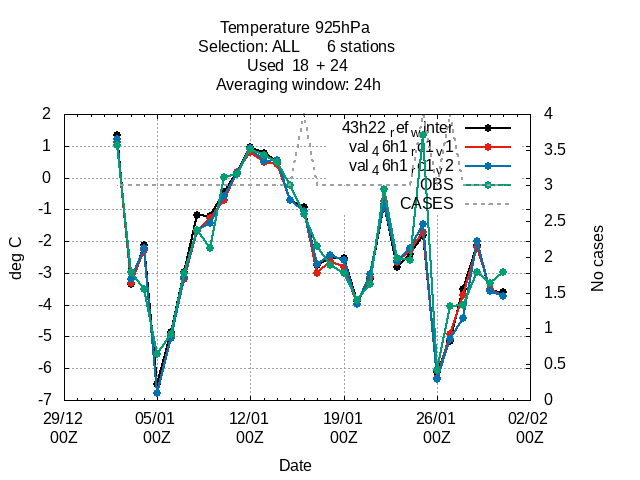 Temperature 925hPa
Selection: ALL 6 stations
Used 18 + 24
Averaging window: 24h
43h22_ref_winter
val_46h1_rc1_v1
val_46h1_rc1_v2
OBS
CASES
deg C
2
1
0
-1
-2
-3
-4
-5
-6
-7
No cases
4
3.5
3
2.5
2
1.5
1
0.5
0
29/12 05/01 12/01 19/01 26/01 02/02
00Z 00Z 00Z 00Z 00Z 00Z
Date